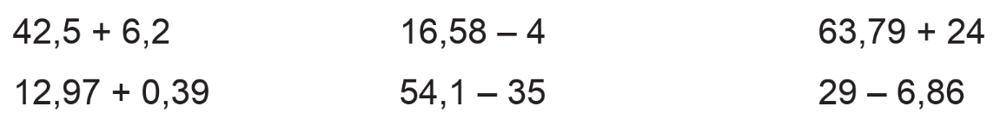 42,5 + 6,2 16,58 – 4 63,79 + 24
12,97 + 0,39 54,1 – 35 29 – 6,86